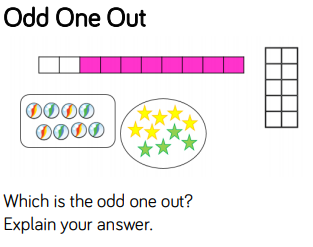 Odd One Out
Which is the odd one out?
Explain your answer.